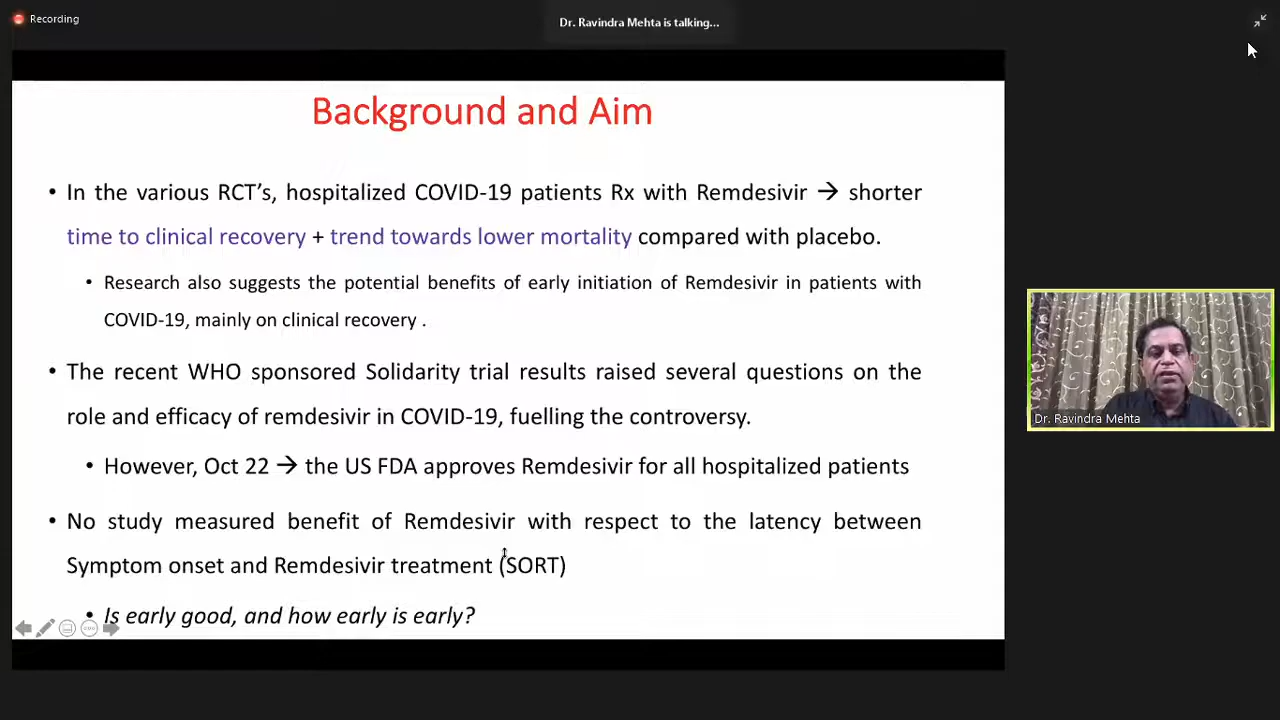 Recording
Dr. Ravindra Mehta is talking...
Background and Aim
• In the various RCT's, hospitalized COVID-19 patients Rx with Remdesivir → shorter
time to clinical recovery + trend towards lower mortality compared with placebo.
• Research also suggests the potential benefits of early initiation of Remdesivir in patients with
COVID-19, mainly on clinical recovery .
• The recent WHO sponsored Solidarity trial results raised several questions on the
role and efficacy of remdesivir in COVID-19, fuelling the controversy.
• However, Oct 22 → the US FDA approves Remdesivir for all hospitalized patients
• No study measured benefit of Remdesivir with respect to the latency between
Symptom onset and Remdesivir treatment (SORT)
• Is early good, and how early is early?
Dr. Ravindra Mehta